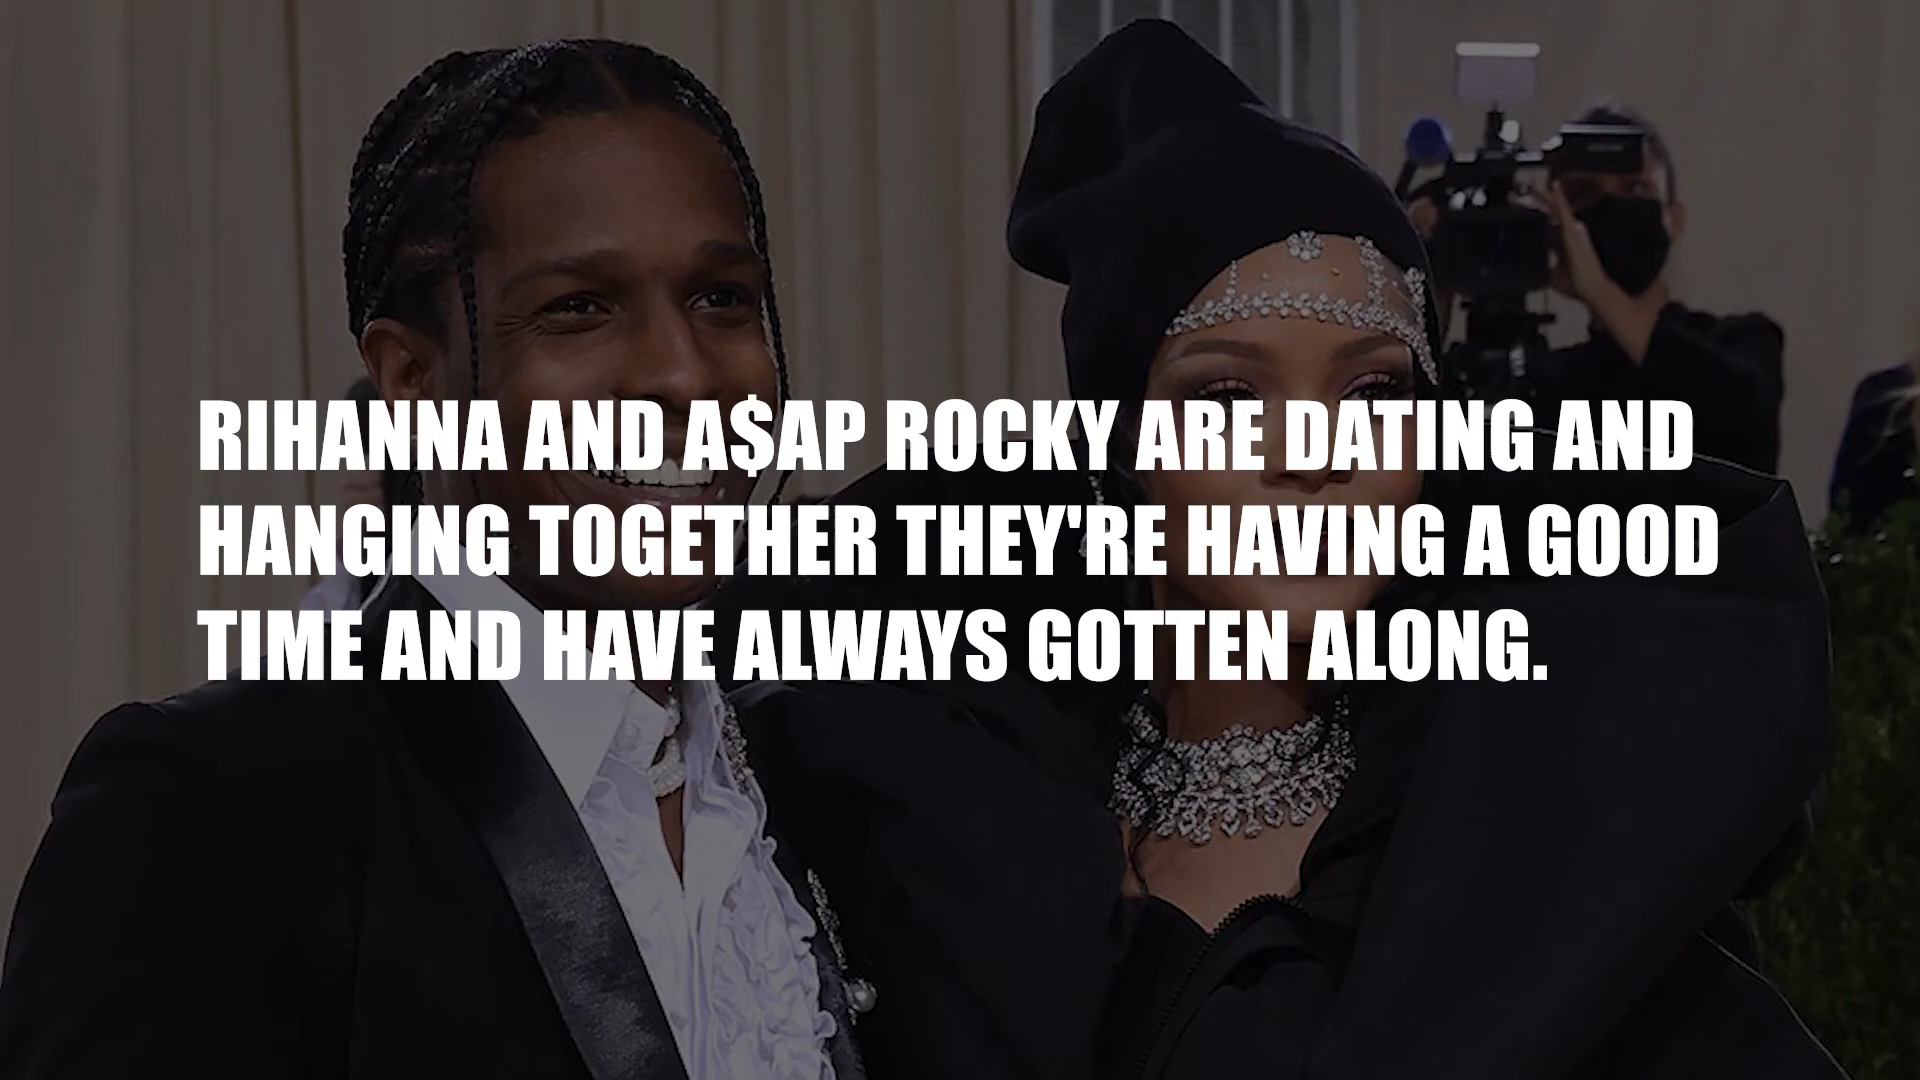 RIHANNA AND A$AP ROCKY ARE DATING AND
HANGING TOGETHER THEY'RE HAVING A GOOD
TIME AND HAVE ALWAYS GOTTEN ALONG.